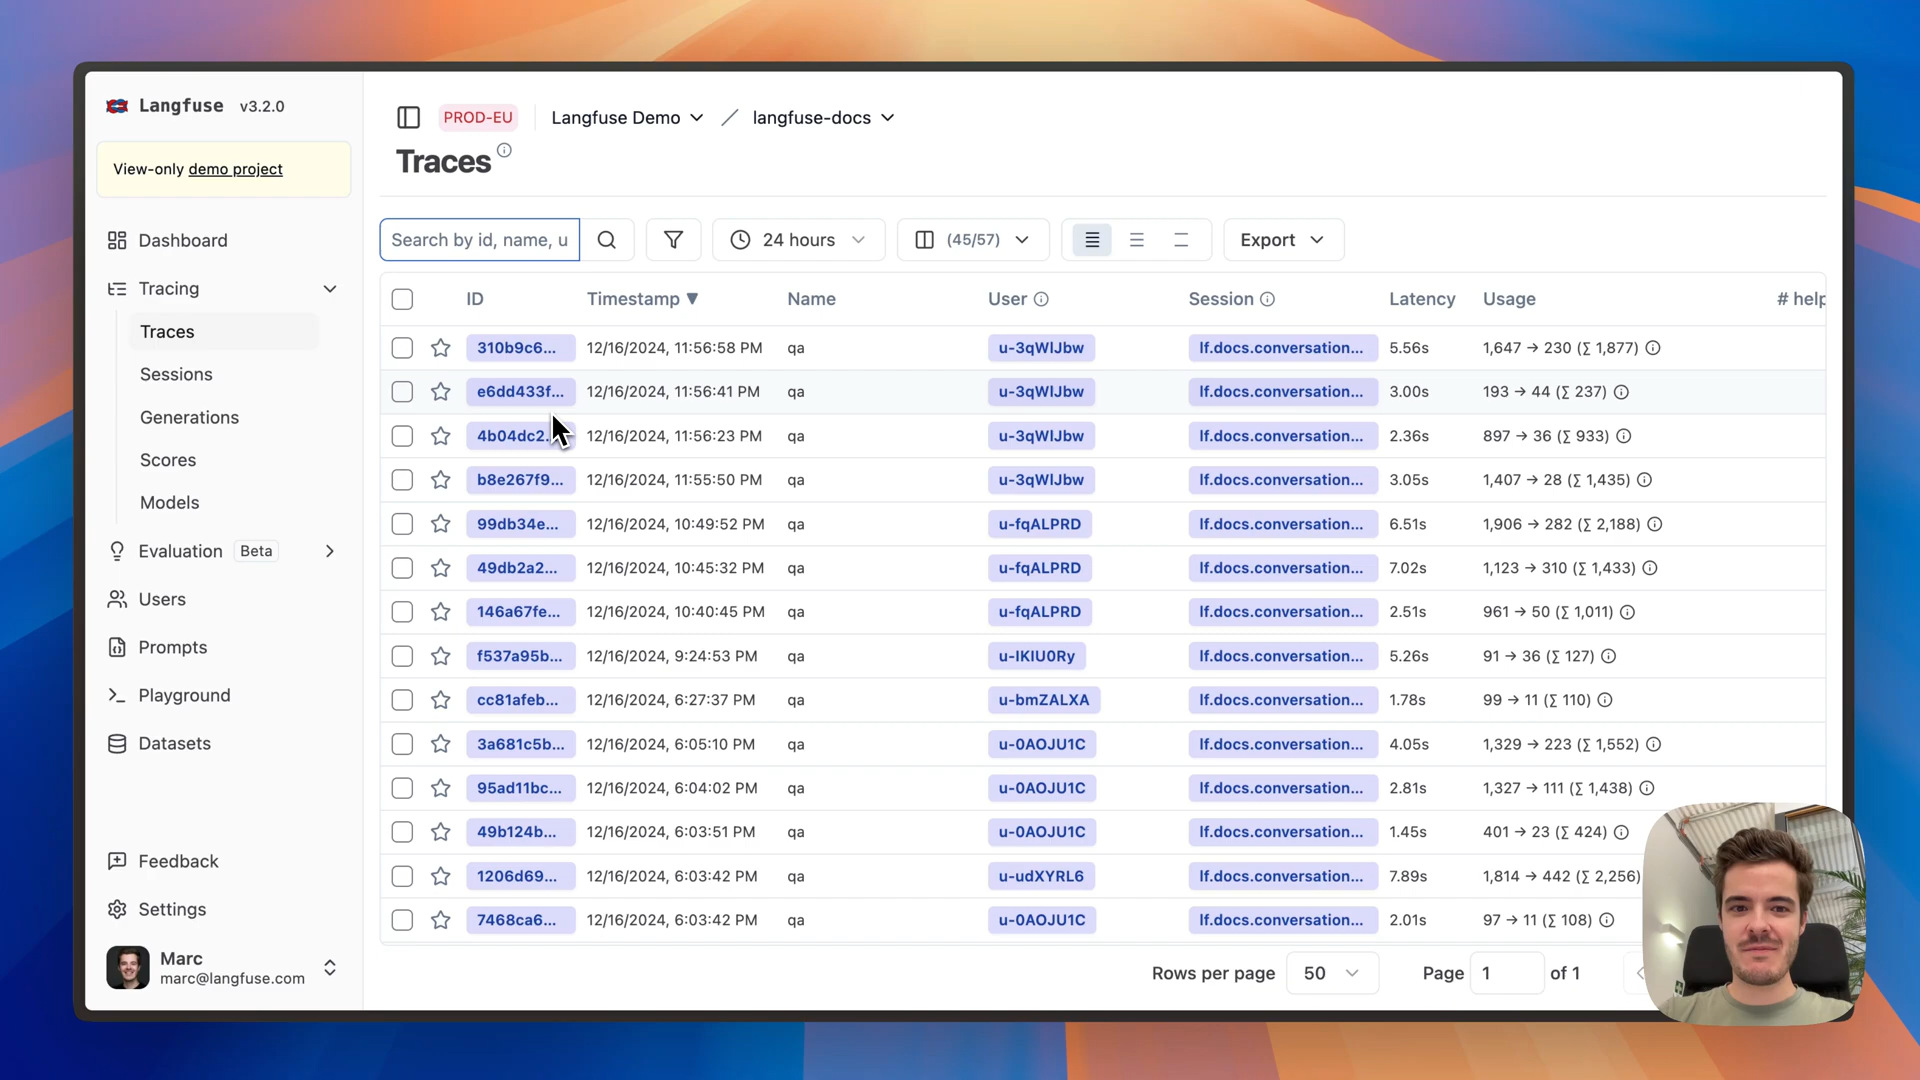 Langfuse v3.2.0
View-only demo project
Dashboard
Tracing
Traces
Sessions
Generations
Scores
Models
Evaluation Beta
Users
Prompts
Playground
Datasets
Feedback
Settings
Marc
marc@langfuse.com
PROD-EU Langfuse Demo langfuse-docs
Traces
Search by id, name, u
24 hours
(45/57)
Export
ID Timestamp ▼ Name User Session Latency Usage # help
310b9c6... 12/16/2024, 11:56:58 PM qa u-3qWIJbw lf.docs.conversation... 5.56s 1,647 → 230 (∑ 1,877)
e6dd433f... 12/16/2024, 11:56:41 PM qa u-3qWIJbw lf.docs.conversation... 3.00s 193 → 44 (∑ 237)
4b04dc2. 12/16/2024, 11:56:23 PM qa u-3qWIJbw lf.docs.conversation... 2.36s 897 → 36 (∑ 933)
b8e267f9... 12/16/2024, 11:55:50 PM qa u-3qWIJbw lf.docs.conversation... 3.05s 1,407 → 28 (∑ 1,435)
99db34e... 12/16/2024, 10:49:52 PM qa u-fqALPRD lf.docs.conversation... 6.51s 1,906 → 282 (∑ 2,188)
49db2a2... 12/16/2024, 10:45:32 PM qa u-fqALPRD lf.docs.conversation... 7.02s 1,123 → 310 (∑ 1,433)
146a67fe... 12/16/2024, 10:40:45 PM qa u-fqALPRD lf.docs.conversation... 2.51s 961 → 50 (∑ 1,011)
f537a95b... 12/16/2024, 9:24:53 PM qa u-IKIU0Ry lf.docs.conversation... 5.26s 91 → 36 (∑ 127)
cc81afeb... 12/16/2024, 6:27:37 PM qa u-bmZALXA lf.docs.conversation... 1.78s 99 → 11 (∑ 110)
3a681c5b... 12/16/2024, 6:05:10 PM qa u-0AOJU1C lf.docs.conversation... 4.05s 1,329 → 223 (∑ 1,552)
95ad11bc... 12/16/2024, 6:04:02 PM qa u-0AOJU1C lf.docs.conversation... 2.81s 1,327 → 111 (∑ 1,438)
49b124b... 12/16/2024, 6:03:51 PM qa u-0AOJU1C lf.docs.conversation... 1.45s 401 → 23 (∑ 424)
1206d69... 12/16/2024, 6:03:42 PM qa u-udXYRL6 lf.docs.conversation... 7.89s 1,814 → 442 (∑ 2,256)
7468ca6... 12/16/2024, 6:03:42 PM qa u-0AOJU1C lf.docs.conversation... 2.01s 97 → 11 (∑ 108)
Rows per page 50 Page 1 of 1